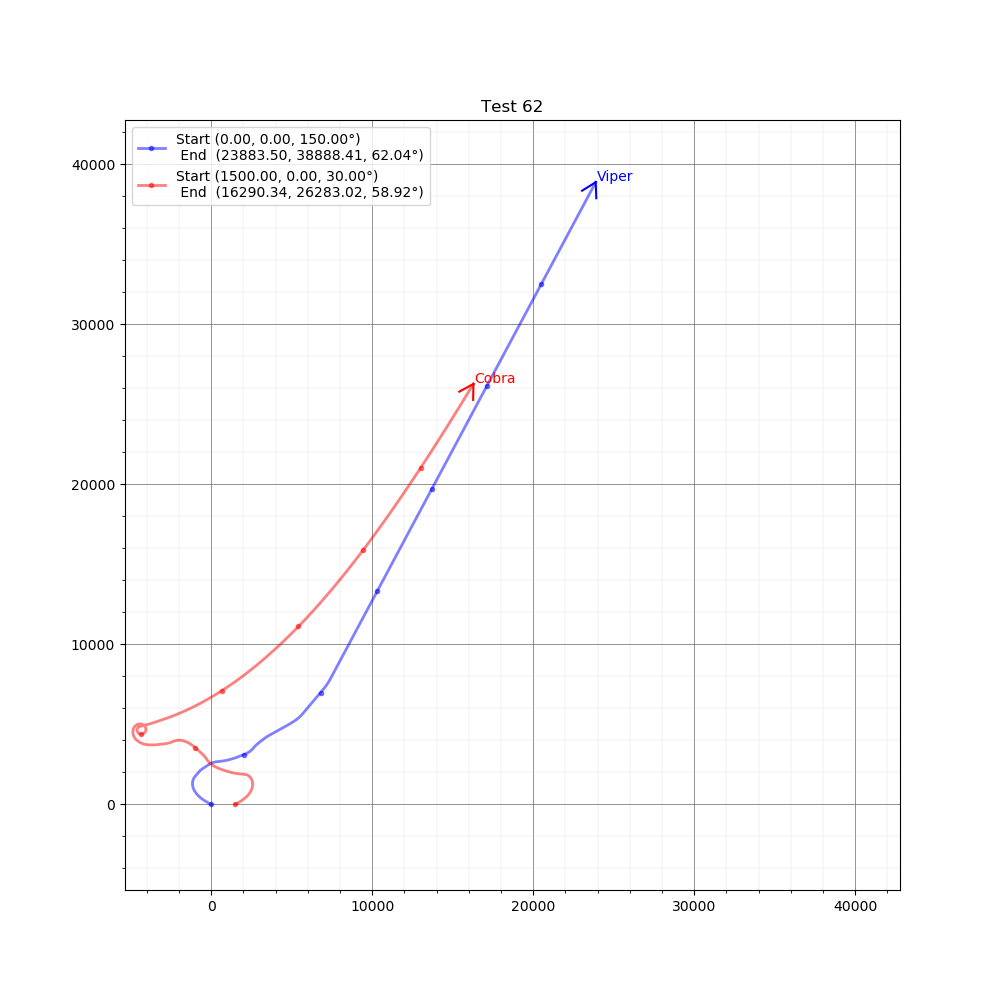 Test 62
Start (0.00, 0.00, 150.00°)
End (23883.50, 38888.41, 62.04°)
Start (1500.00, 0.00, 30.00°)
End (16290.34, 26283.02, 58.92°)
Viper
Cobra
40000
30000
20000
10000
0
0 10000 20000 30000 40000